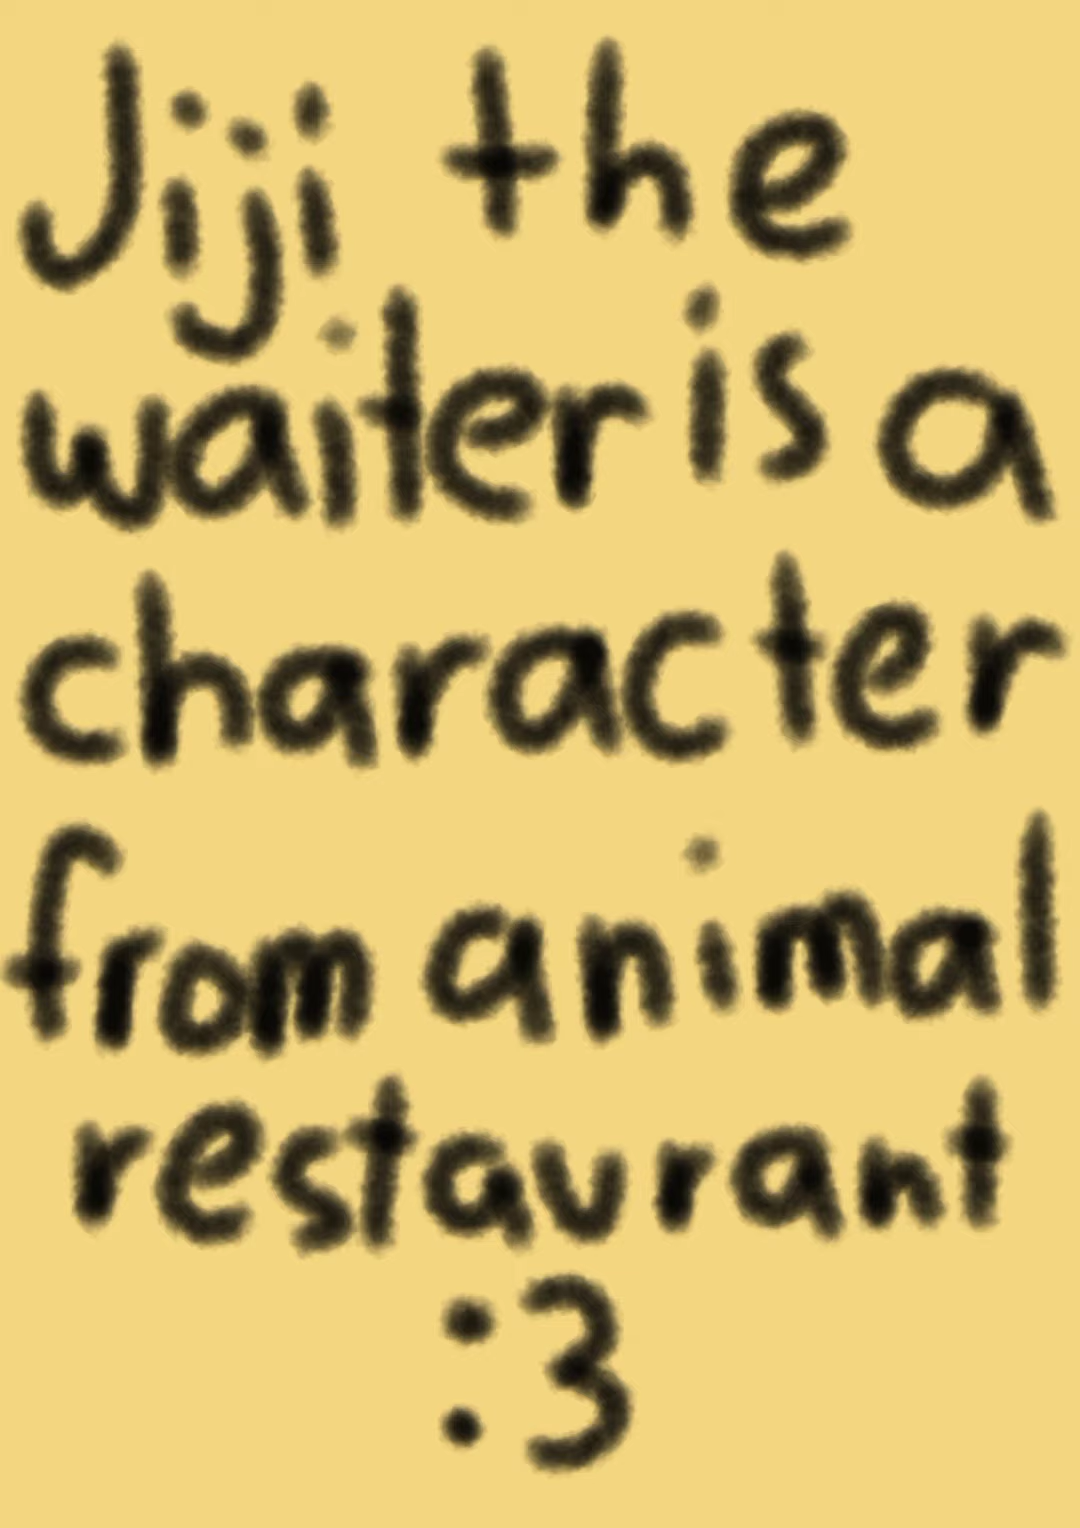 Jiji the
waiter is a
character
from animal
restaurant
:3